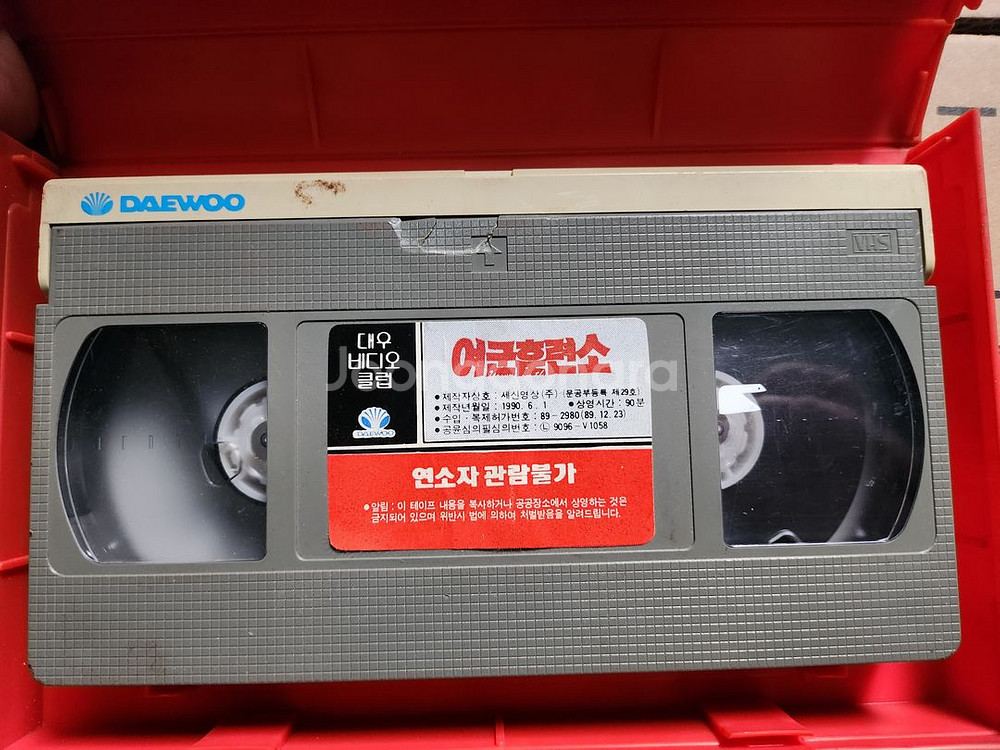 DAEWOO
VHS
대우
비디오
클럽
DAEWOO
여군훈련소
• 제작자상호 : 새신영상(주) (문공부등록 제29호)
• 제작년월일 : 1990. 6. 1 • 상영시간 : 90분
• 수입 · 복제허가번호 : 89-2980(89.12.23)
• 공윤심의필심의번호 : Ⓛ 9096-V1058
연소자 관람불가
• 알림 : 이 테이프 내용을 복사하거나 공공장소에서 상영하는 것은
금지되어 있으며 위반시 법에 의하여 처벌받음을 알려드립니다.
Joonggonara